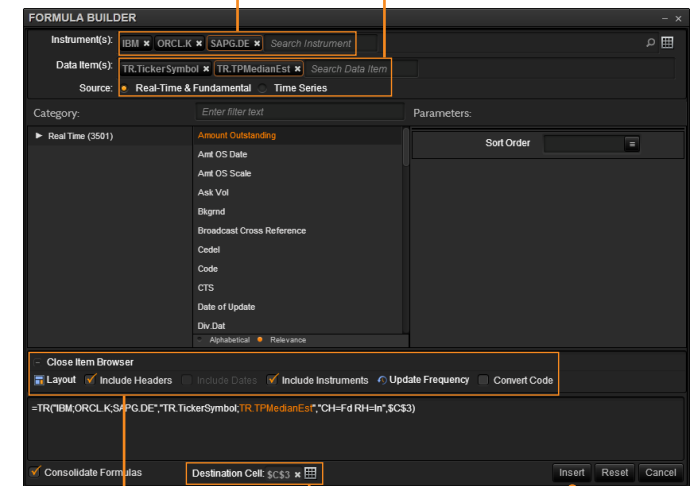 FORMULA BUILDER
Instrument(s): IBM × ORCL.K × SAPG.DE × Search Instrument
Data Item(s): TR.TickerSymbol × TR.TPMedianEst × Search Data Item
Source: Real-Time & Fundamental Time Series
Category: Enter filter text Parameters:
Real Time (3501) Amount Outstanding Sort Order
Amt OS Date
Amt OS Scale
Ask Vol
Bkgrnd
Broadcast Cross Reference
Cedel
Code
CTS
Date of Update
Div.Dat
Alphabetical Relevance
Close Item Browser
Layout Include Headers Include Dates Include Instruments Update Frequency Convert Code
=TR("IBM;ORCL.K;SAPG.DE","TR.TickerSymbol;TR.TPMedianEst","CH=Fd RH=In",$C$3)
Consolidate Formulas Destination Cell: $C$3 × Insert Reset Cancel